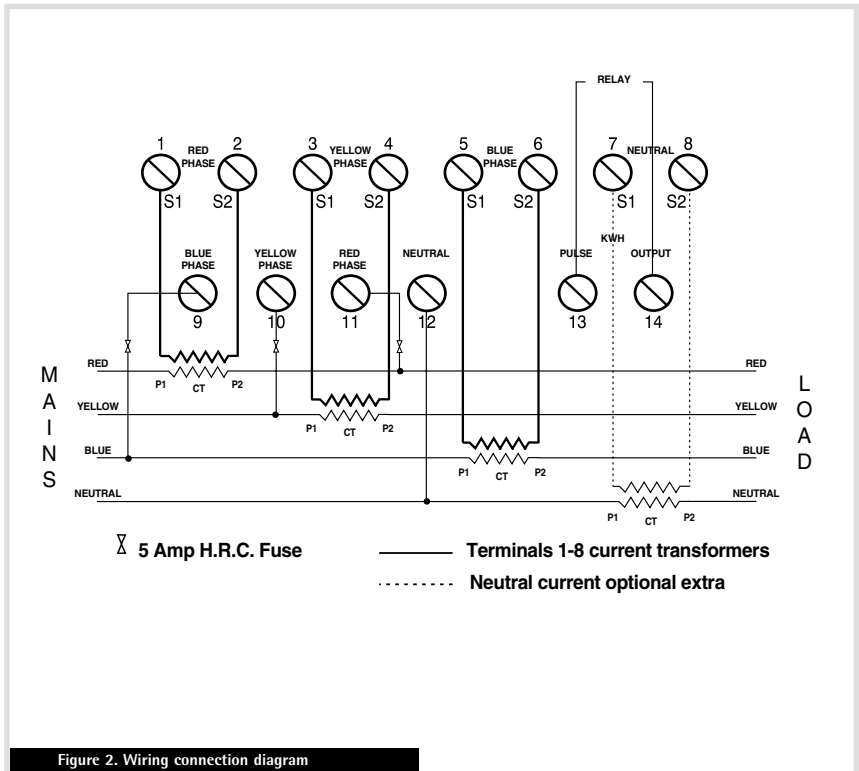 RELAY
1 2 3 4 5 6 7 8
RED PHASE
YELLOW PHASE
BLUE PHASE
NEUTRAL
S1 S2 S1 S2 S1 S2 S1 S2
KWH
BLUE PHASE
YELLOW PHASE
RED PHASE
NEUTRAL
PULSE
OUTPUT
9 10 11 12 13 14
MAINS
LOAD
RED
P1 CT P2
RED
YELLOW
P1 CT P2
YELLOW
BLUE
P1 CT P2
BLUE
NEUTRAL
P1 CT P2
NEUTRAL
5 Amp H.R.C. Fuse
Terminals 1-8 current transformers
Neutral current optional extra
Figure 2. Wiring connection diagram